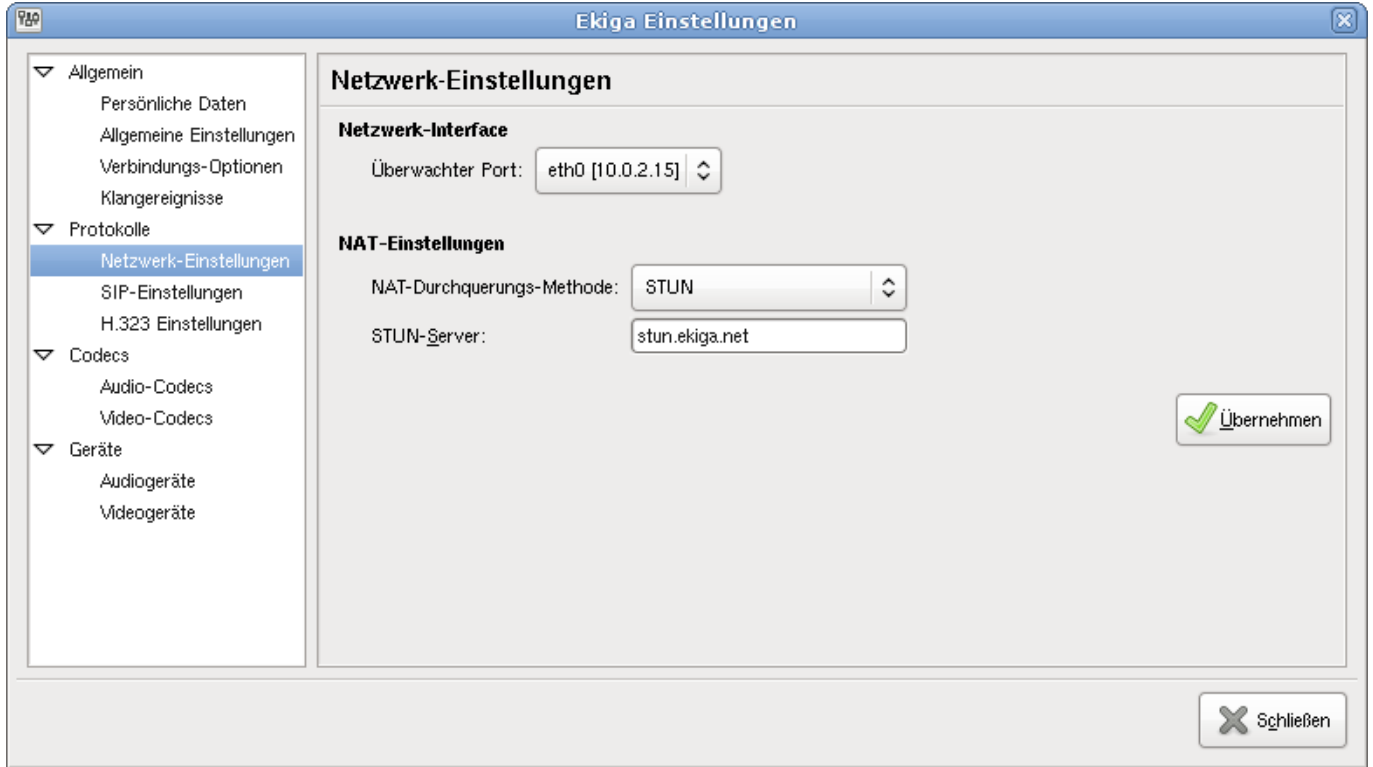 Ekiga Einstellungen
Allgemein
Persönliche Daten
Allgemeine Einstellungen
Verbindungs-Optionen
Klangereignisse
Protokolle
Netzwerk-Einstellungen
SIP-Einstellungen
H.323 Einstellungen
Codecs
Audio-Codecs
Video-Codecs
Geräte
Audiogeräte
Videogeräte
Netzwerk-Einstellungen
Netzwerk-Interface
Überwachter Port: eth0 [10.0.2.15]
NAT-Einstellungen
NAT-Durchquerungs-Methode: STUN
STUN-Server: stun.ekiga.net
Übernehmen
Schließen